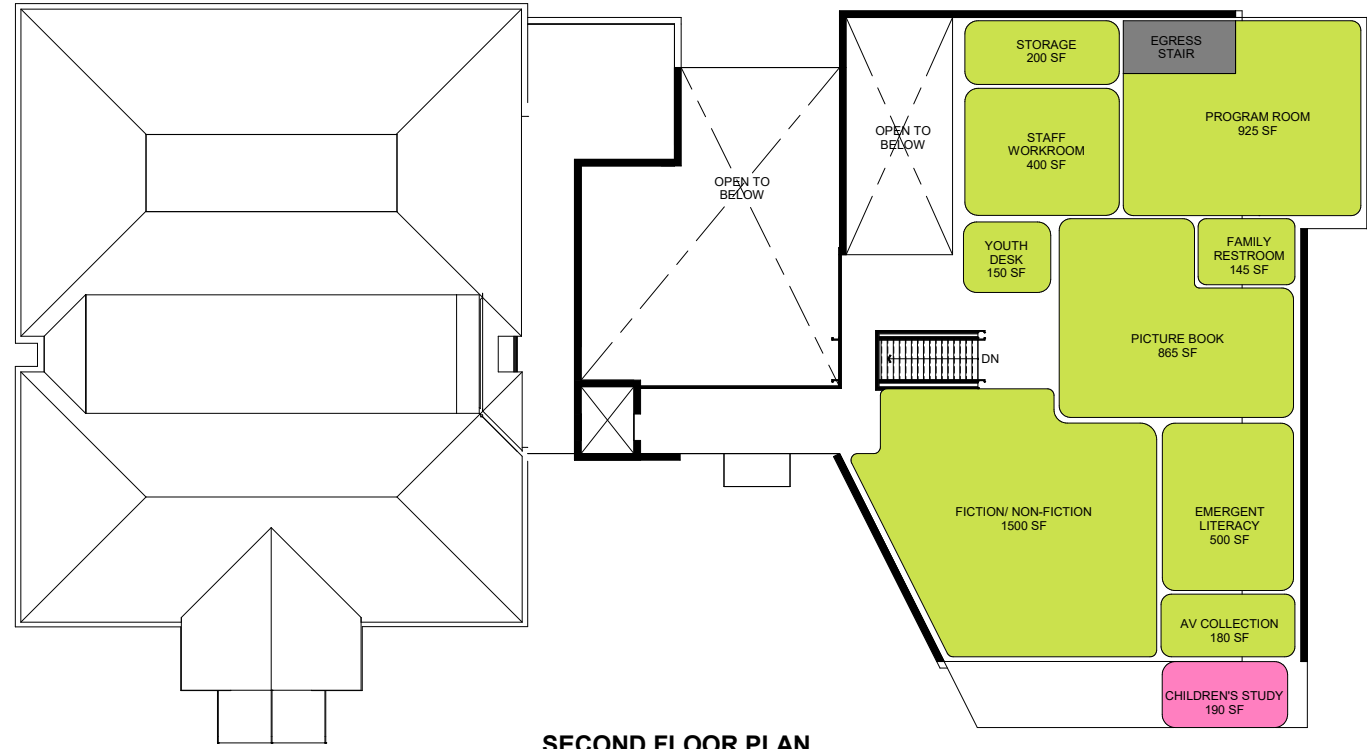 STORAGE
200 SF
EGRESS
STAIR
PROGRAM ROOM
925 SF
OPEN TO
BELOW
STAFF
WORKROOM
400 SF
OPEN TO
BELOW
YOUTH
DESK
150 SF
FAMILY
RESTROOM
145 SF
PICTURE BOOK
865 SF
DN
FICTION/ NON-FICTION
1500 SF
EMERGENT
LITERACY
500 SF
AV COLLECTION
180 SF
CHILDREN'S STUDY
190 SF
SECOND FLOOR PLAN